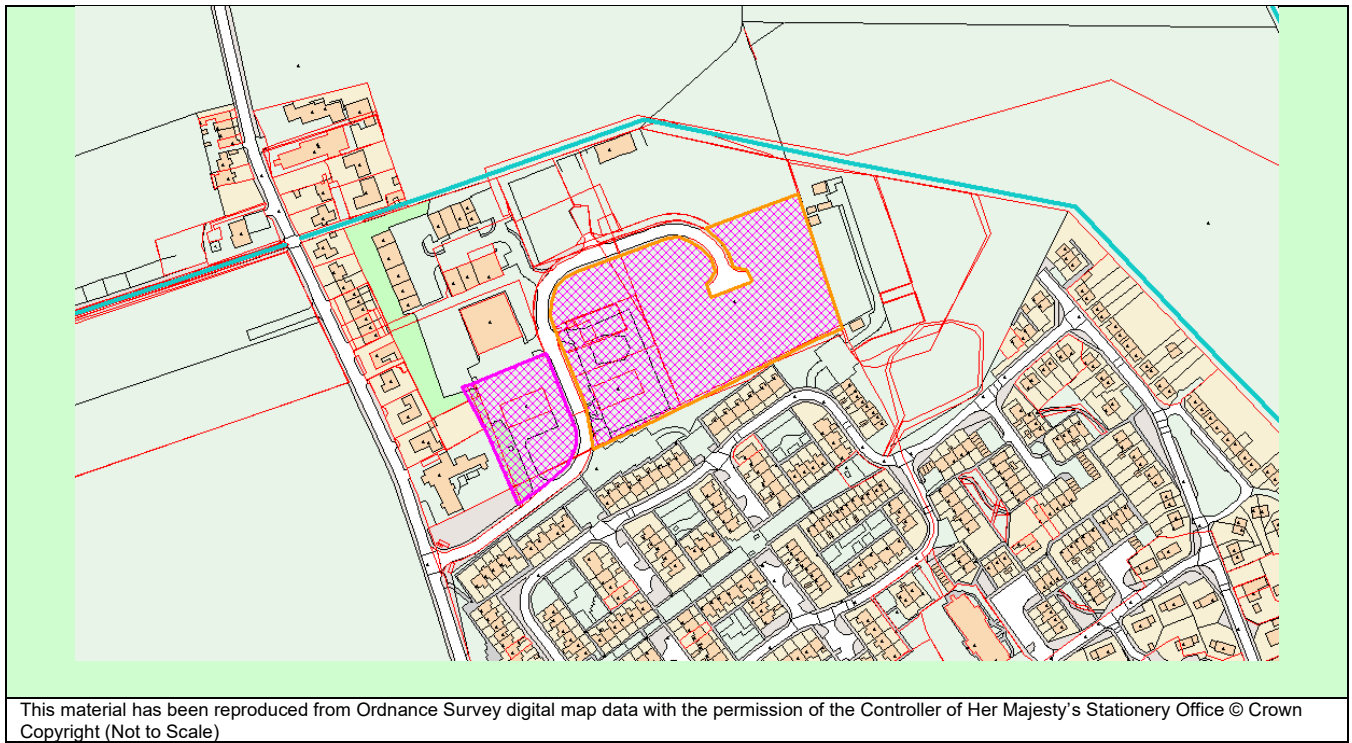 This material has been reproduced from Ordnance Survey digital map data with the permission of the Controller of Her Majesty’s Stationery Office © Crown
Copyright (Not to Scale)